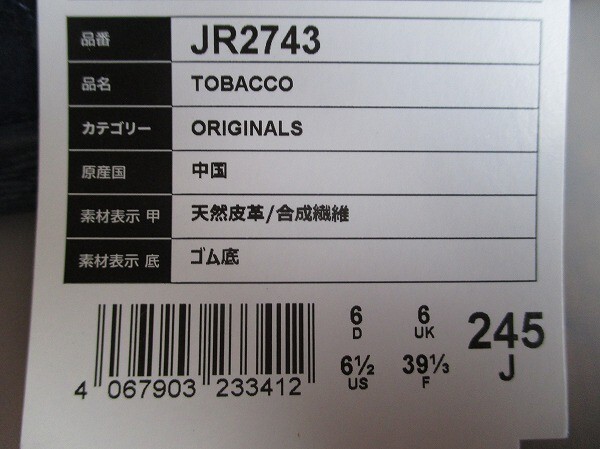 品番 JR2743
品名 TOBACCO
カテゴリー ORIGINALS
原産国 中国
素材表示 甲 天然皮革/合成繊維
素材表示 底 ゴム底
6 6 245
D UK J
6½ 39⅓
US F
4 067903 233412